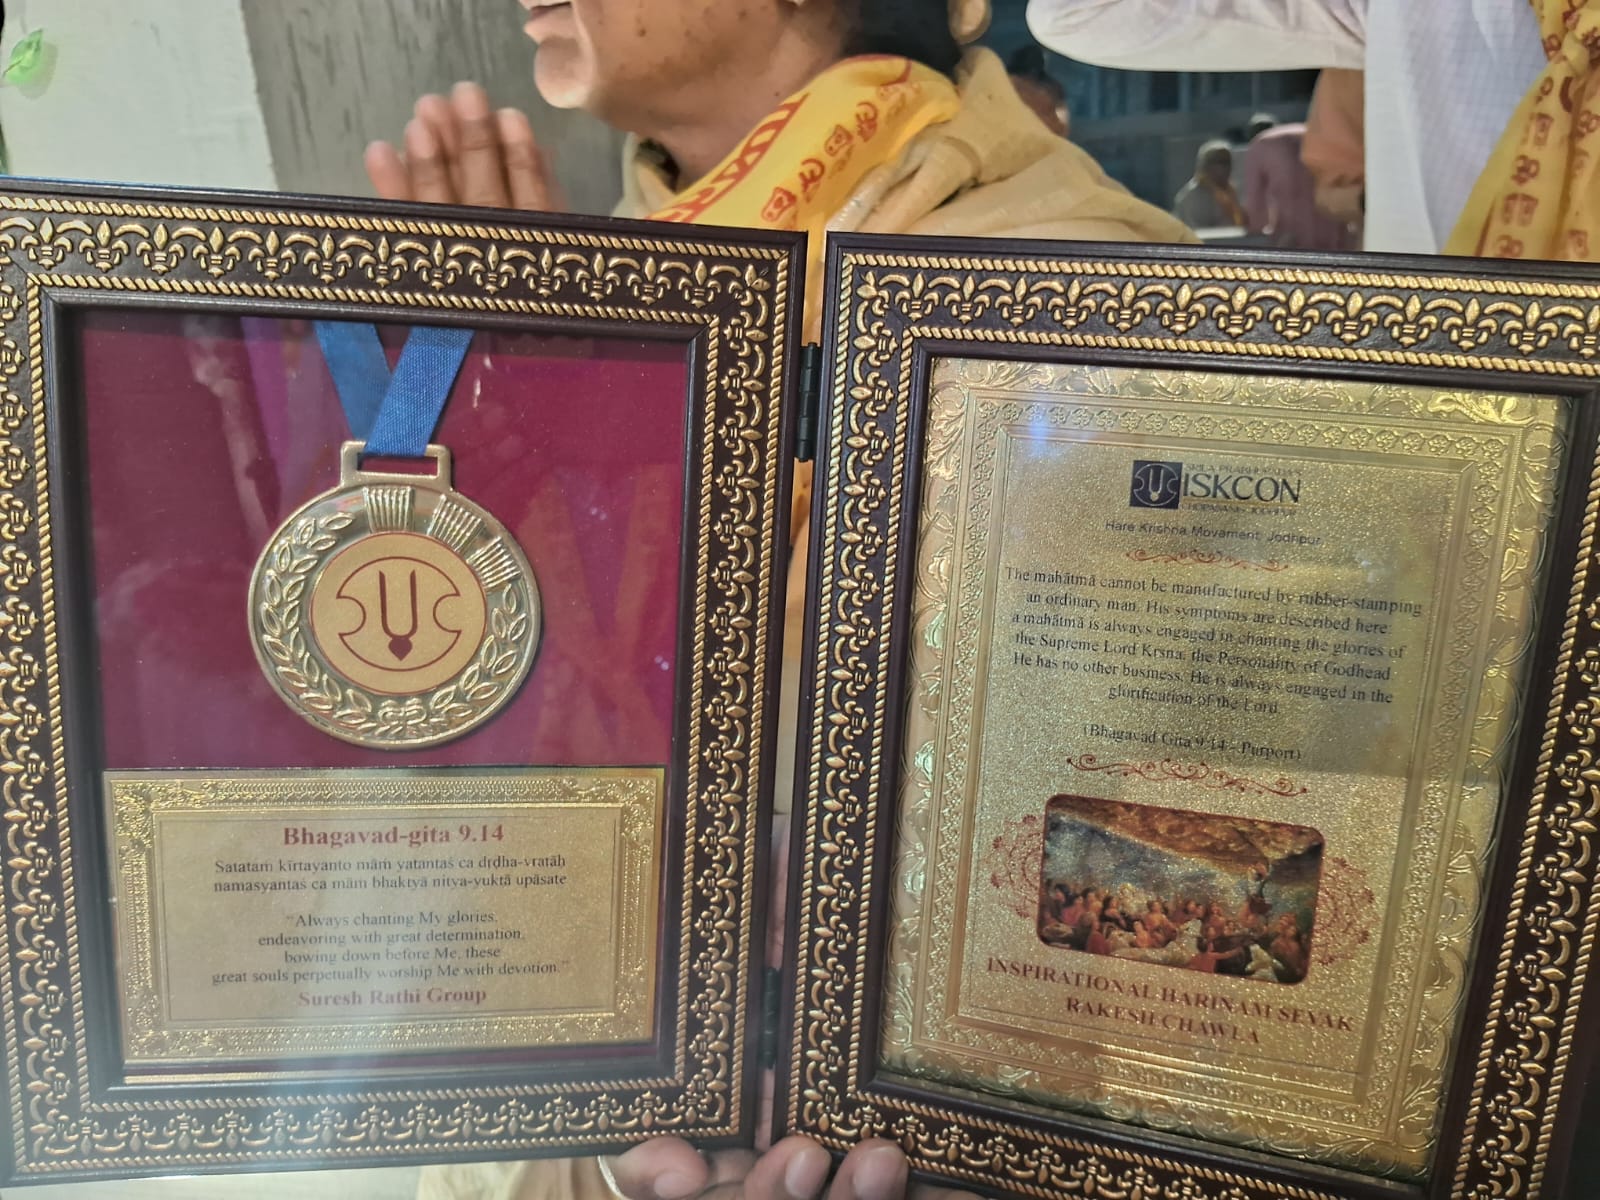 Bhagavad-gita 9.14
Satataṁ kīrtayanto māṁ yatantaś ca dṛḍha-vratāḥ
namasyantaś ca māṁ bhaktyā nitya-yuktā upāsate
"Always chanting My glories,
endeavoring with great determination,
bowing down before Me, these
great souls perpetually worship Me with devotion."
Suresh Rathi Group
SRILA PRABHUPADA'S
ISKCON
CHOPASANI, JODHPUR
Hare Krishna Movement, Jodhpur
The mahātmā cannot be manufactured by rubber-stamping
an ordinary man. His symptoms are described here:
a mahātmā is always engaged in chanting the glories of
the Supreme Lord Krsna, the Personality of Godhead
He has no other business. He is always engaged in the
glorification of the Lord.
(Bhagavad Gita 9.14 - Purport)
INSPIRATIONAL HARINAM SEVAK
RAKESH CHAWLA